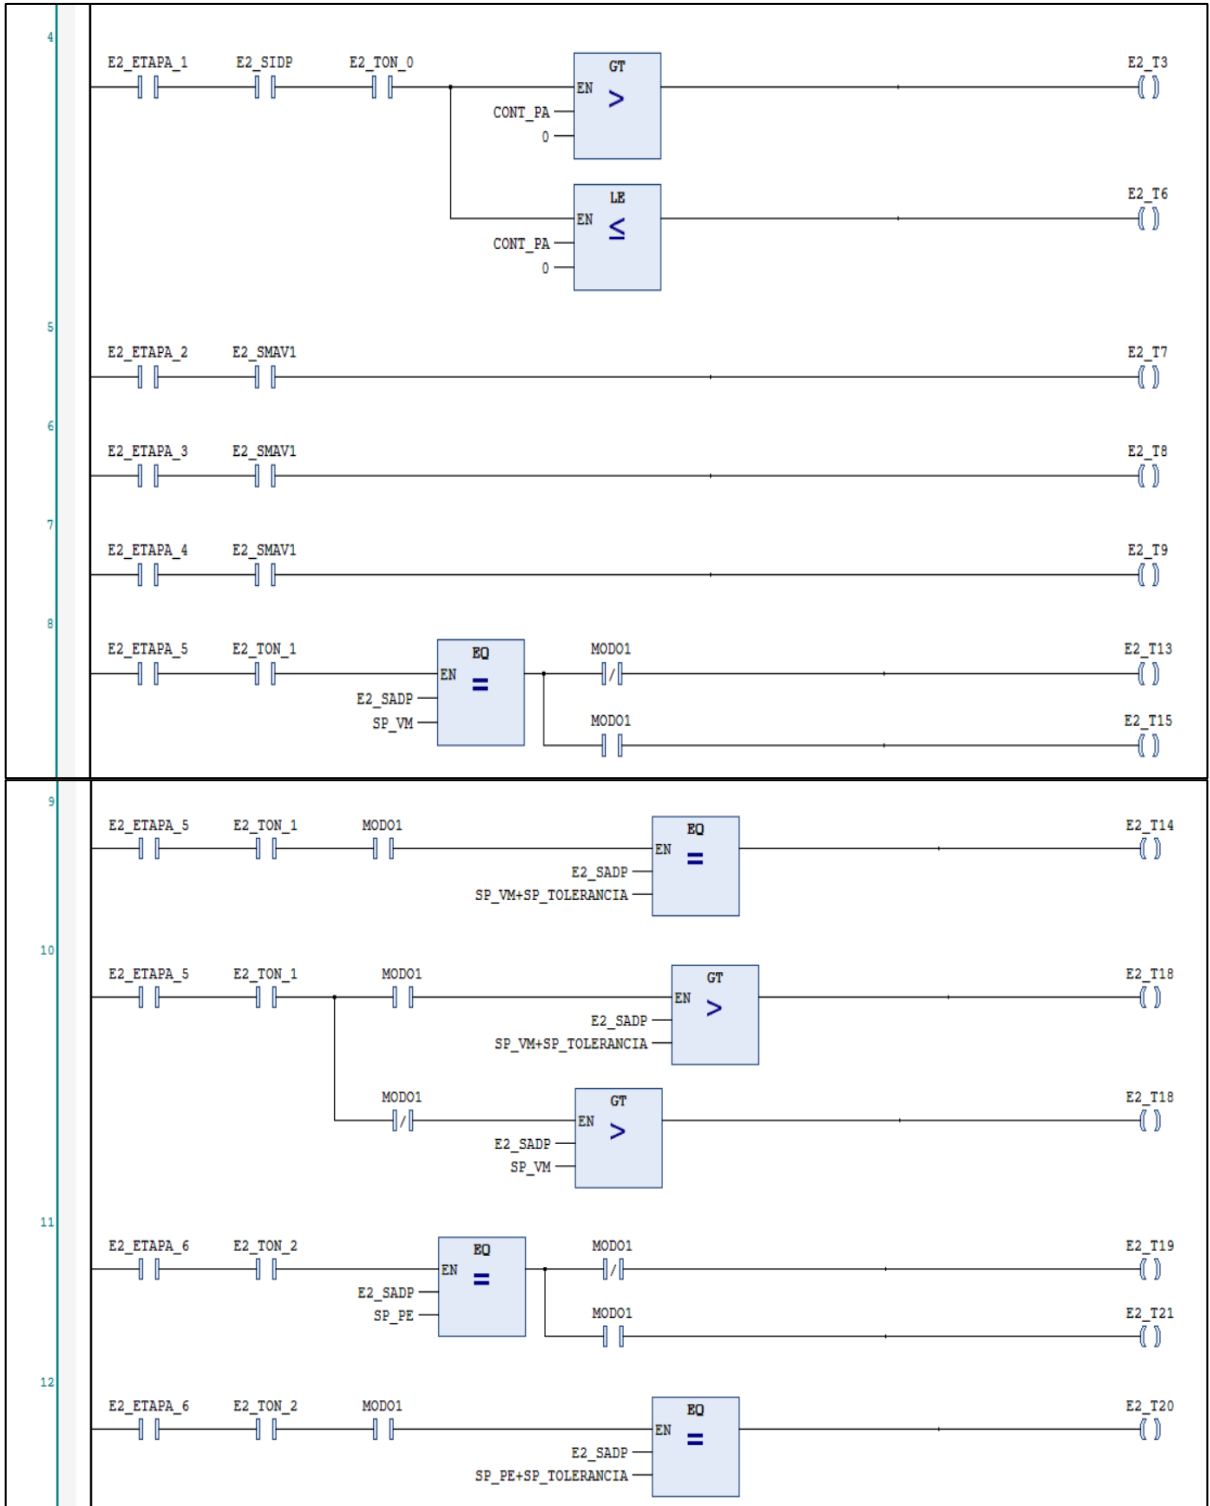 4
E2_ETAPA_1 E2_SIDP E2_TON_0 GT E2_T3
EN
>
CONT_PA
0
LE E2_T6
EN
≤
CONT_PA
0
5
E2_ETAPA_2 E2_SMAV1 E2_T7
6
E2_ETAPA_3 E2_SMAV1 E2_T8
7
E2_ETAPA_4 E2_SMAV1 E2_T9
8
E2_ETAPA_5 E2_TON_1 EQ MODO1 E2_T13
EN
=
E2_SADP
SP_VM
MODO1 E2_T15
9
E2_ETAPA_5 E2_TON_1 MODO1 EQ E2_T14
EN
=
E2_SADP
SP_VM+SP_TOLERANCIA
10
E2_ETAPA_5 E2_TON_1 MODO1 GT E2_T18
EN
>
E2_SADP
SP_VM+SP_TOLERANCIA
MODO1 GT E2_T18
EN
>
E2_SADP
SP_VM
11
E2_ETAPA_6 E2_TON_2 EQ MODO1 E2_T19
EN
=
E2_SADP
SP_PE
MODO1 E2_T21
12
E2_ETAPA_6 E2_TON_2 MODO1 EQ E2_T20
EN
=
E2_SADP
SP_PE+SP_TOLERANCIA